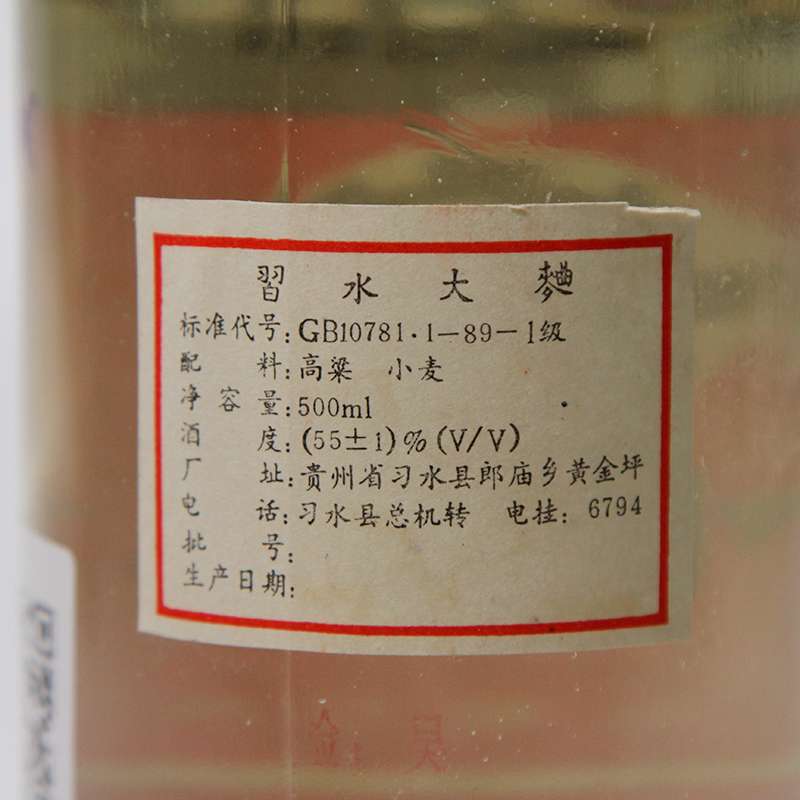 習水大麯
标准代号:GB10781·1-89-1级
配料:高粱 小麦
净容量:500ml
酒度:(55±1)%(V/V)
厂址:贵州省习水县郎庙乡黄金坪
电话:习水县总机转 电挂:6794
批号:
生产日期: